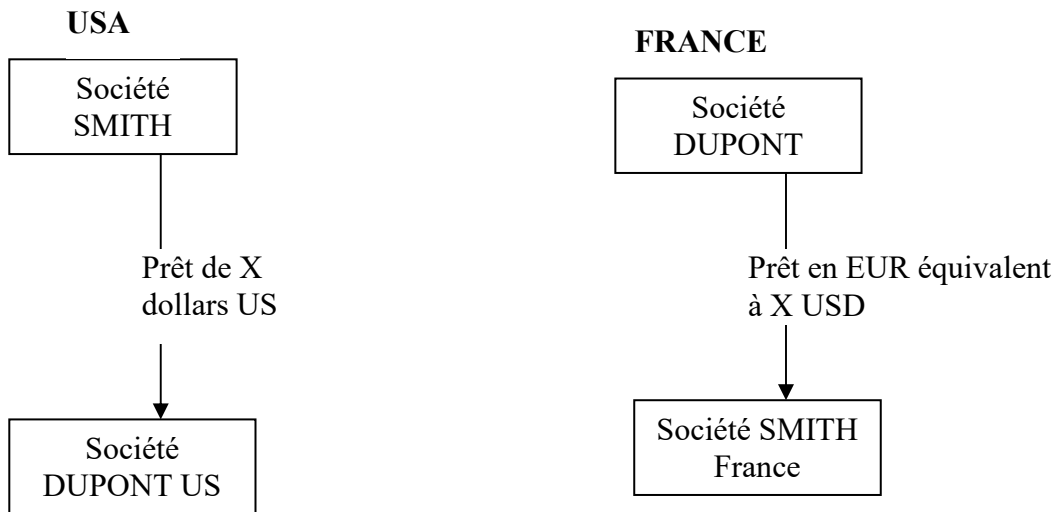 USA
Société
SMITH
Prêt de X
dollars US
Société
DUPONT US
FRANCE
Société
DUPONT
Prêt en EUR équivalent
à X USD
Société SMITH
France